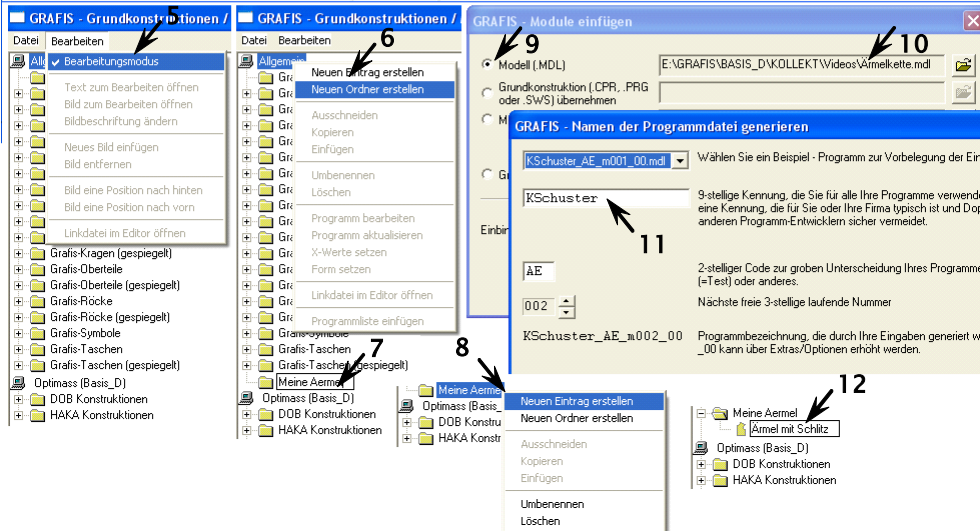 GRAFIS - Grundkonstruktionen /
Datei Bearbeiten
5
Bearbeitungsmodus
Text zum Bearbeiten öffnen
Bild zum Bearbeiten öffnen
Bildbeschriftung ändern
Neues Bild einfügen
Bild entfernen
Bild eine Position nach hinten
Bild eine Position nach vorn
Linkdatei im Editor öffnen
Grafis-Kragen (gespiegelt)
Grafis-Oberteile
Grafis-Oberteile (gespiegelt)
Grafis-Röcke
Grafis-Röcke (gespiegelt)
Grafis-Symbole
Grafis-Taschen
Grafis-Taschen (gespiegelt)
Optimass (Basis_D)
DOB Konstruktionen
HAKA Konstruktionen
GRAFIS - Grundkonstruktionen /
Datei Bearbeiten
6
Allgemein
Neuen Eintrag erstellen
Neuen Ordner erstellen
Ausschneiden
Kopieren
Einfügen
Umbenennen
Löschen
Programm bearbeiten
Programm aktualisieren
X-Werte setzen
Form setzen
Linkdatei im Editor öffnen
Programmliste einfügen
Grafis-Symbole
Grafis-Taschen
Grafis-Taschen (gespiegelt)
7
Meine Aermel
Optimass (Basis_D)
DOB Konstruktionen
HAKA Konstruktionen
8
Meine Aermel
Optimass (Basis_
DOB Konstru
HAKA Konstr
Neuen Eintrag erstellen
Neuen Ordner erstellen
Ausschneiden
Kopieren
Einfügen
Umbenennen
Löschen
GRAFIS - Module einfügen
9
10
Modell (.MDL)
E:\GRAFIS\BASIS_D\KOLLEKT\Videos\Ärmelkette.mdl
Grundkonstruktion (.CPR, .PRG
oder .SWS) übernehmen
M
G
Einbin
GRAFIS - Namen der Programmdatei generieren
KSchuster_AE_m001_00.mdl
Wählen Sie ein Beispiel - Programm zur Vorbelegung der Ein
KSchuster
11
9-stellige Kennung, die Sie für alle Ihre Programme verwende
eine Kennung, die für Sie oder Ihre Firma typisch ist und Dop
anderen Programm-Entwicklern sicher vermeidet.
AE
2-stelliger Code zur groben Unterscheidung Ihres Programme
(=Test) oder anderes.
002
Nächste freie 3-stellige laufende Nummer
KSchuster_AE_m002_00
Programmbezeichnung, die durch Ihre Eingaben generiert w
_00 kann über Extras/Optionen erhöht werden.
12
Meine Aermel
Ärmel mit Schlitz
Optimass (Basis_D)
DOB Konstruktionen
HAKA Konstruktionen